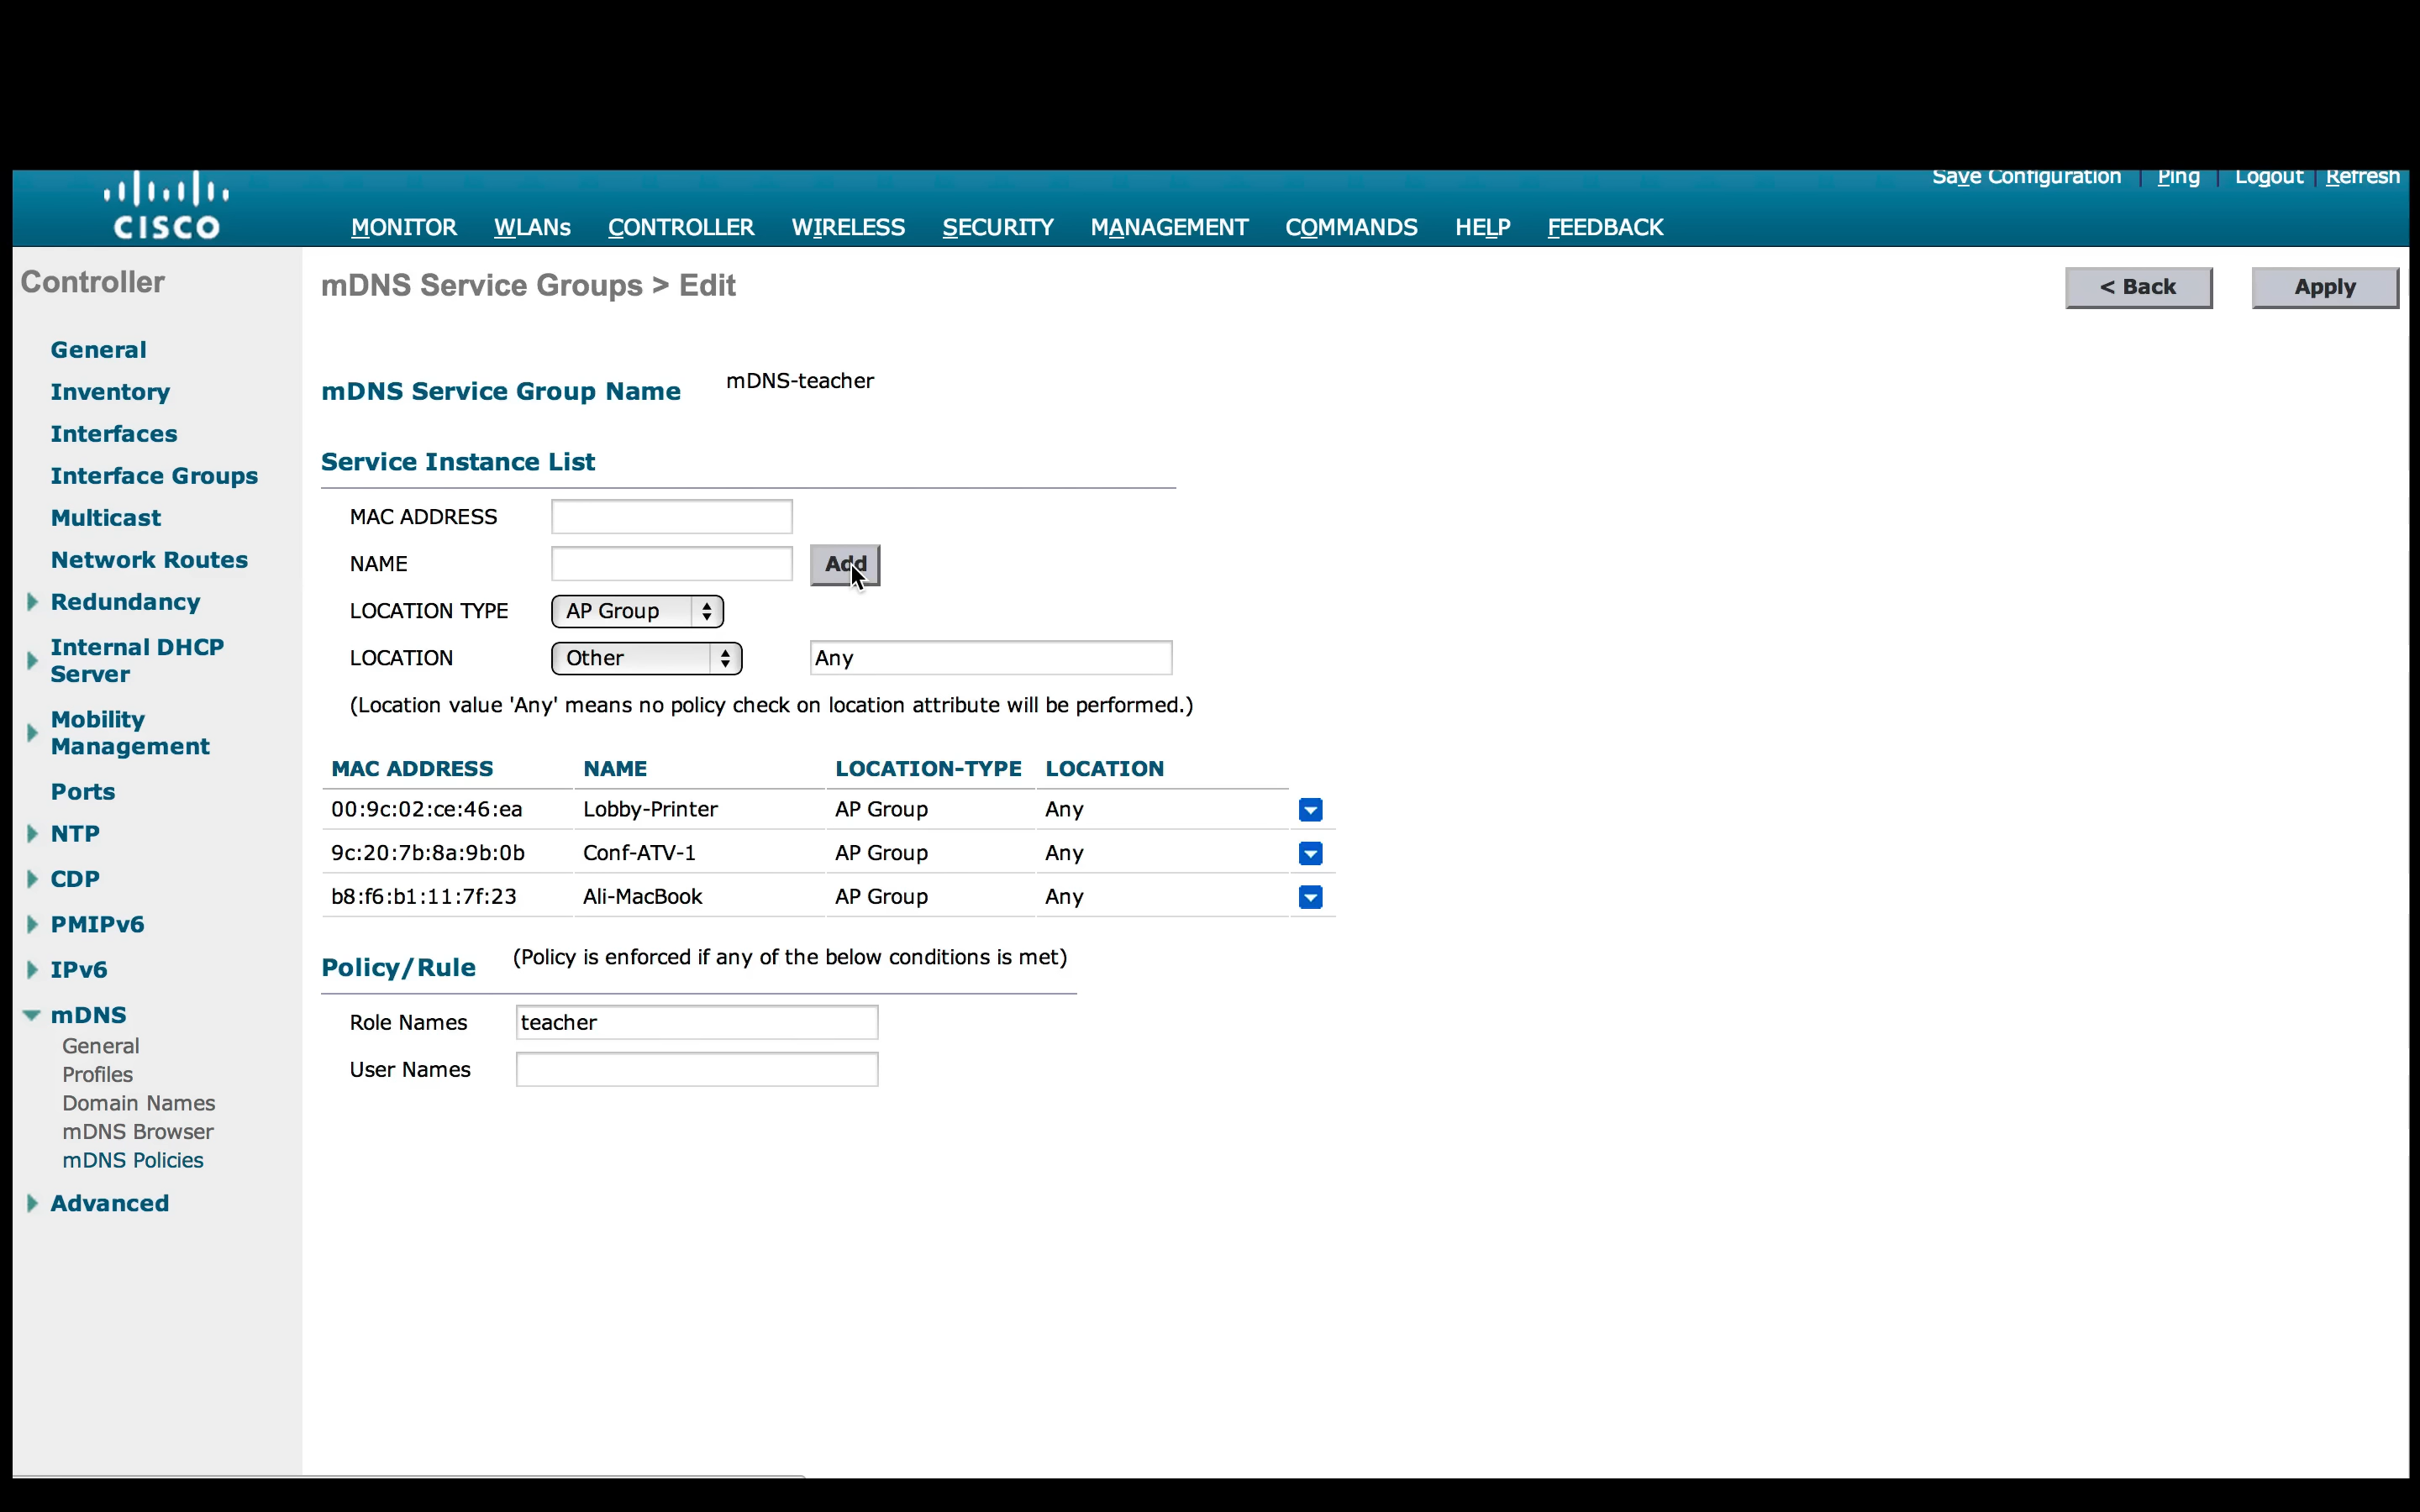 Save Configuration | Ping | Logout | Refresh
CISCO
MONITOR WLANs CONTROLLER WIRELESS SECURITY MANAGEMENT COMMANDS HELP FEEDBACK
Controller
General
Inventory
Interfaces
Interface Groups
Multicast
Network Routes
Redundancy
Internal DHCP
Server
Mobility
Management
Ports
NTP
CDP
PMIPv6
IPv6
mDNS
General
Profiles
Domain Names
mDNS Browser
mDNS Policies
Advanced
mDNS Service Groups > Edit
< Back
Apply
mDNS Service Group Name mDNS-teacher
Service Instance List
MAC ADDRESS
NAME Add
LOCATION TYPE AP Group
LOCATION Other Any
(Location value 'Any' means no policy check on location attribute will be performed.)
MAC ADDRESS NAME LOCATION-TYPE LOCATION
00:9c:02:ce:46:ea Lobby-Printer AP Group Any
9c:20:7b:8a:9b:0b Conf-ATV-1 AP Group Any
b8:f6:b1:11:7f:23 Ali-MacBook AP Group Any
Policy/Rule (Policy is enforced if any of the below conditions is met)
Role Names teacher
User Names